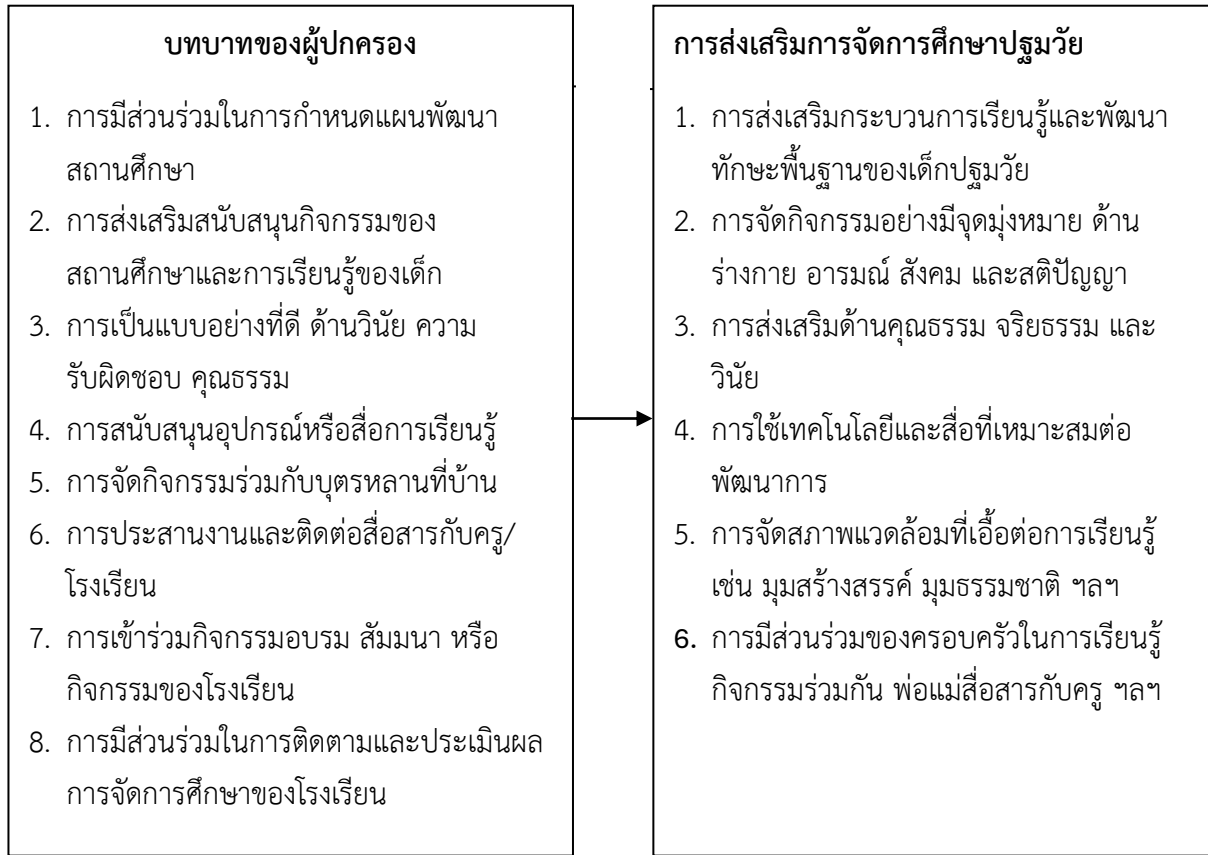 บทบาทของผู้ปกครอง
1. การมีส่วนร่วมในการกำหนดแผนพัฒนา
สถานศึกษา
2. การส่งเสริมสนับสนุนกิจกรรมของ
สถานศึกษาและการเรียนรู้ของเด็ก
3. การเป็นแบบอย่างที่ดี ด้านวินัย ความ
รับผิดชอบ คุณธรรม
4. การสนับสนุนอุปกรณ์หรือสื่อการเรียนรู้
5. การจัดกิจกรรมร่วมกับบุตรหลานที่บ้าน
6. การประสานงานและติดต่อสื่อสารกับครู/
โรงเรียน
7. การเข้าร่วมกิจกรรมอบรม สัมมนา หรือ
กิจกรรมของโรงเรียน
8. การมีส่วนร่วมในการติดตามและประเมินผล
การจัดการศึกษาของโรงเรียน
การส่งเสริมการจัดการศึกษาปฐมวัย
1. การส่งเสริมกระบวนการเรียนรู้และพัฒนา
ทักษะพื้นฐานของเด็กปฐมวัย
2. การจัดกิจกรรมอย่างมีจุดมุ่งหมาย ด้าน
ร่างกาย อารมณ์ สังคม และสติปัญญา
3. การส่งเสริมด้านคุณธรรม จริยธรรม และ
วินัย
4. การใช้เทคโนโลยีและสื่อที่เหมาะสมต่อ
พัฒนาการ
5. การจัดสภาพแวดล้อมที่เอื้อต่อการเรียนรู้
เช่น มุมสร้างสรรค์ มุมธรรมชาติ ฯลฯ
6. การมีส่วนร่วมของครอบครัวในการเรียนรู้
กิจกรรมร่วมกัน พ่อแม่สื่อสารกับครู ฯลฯ